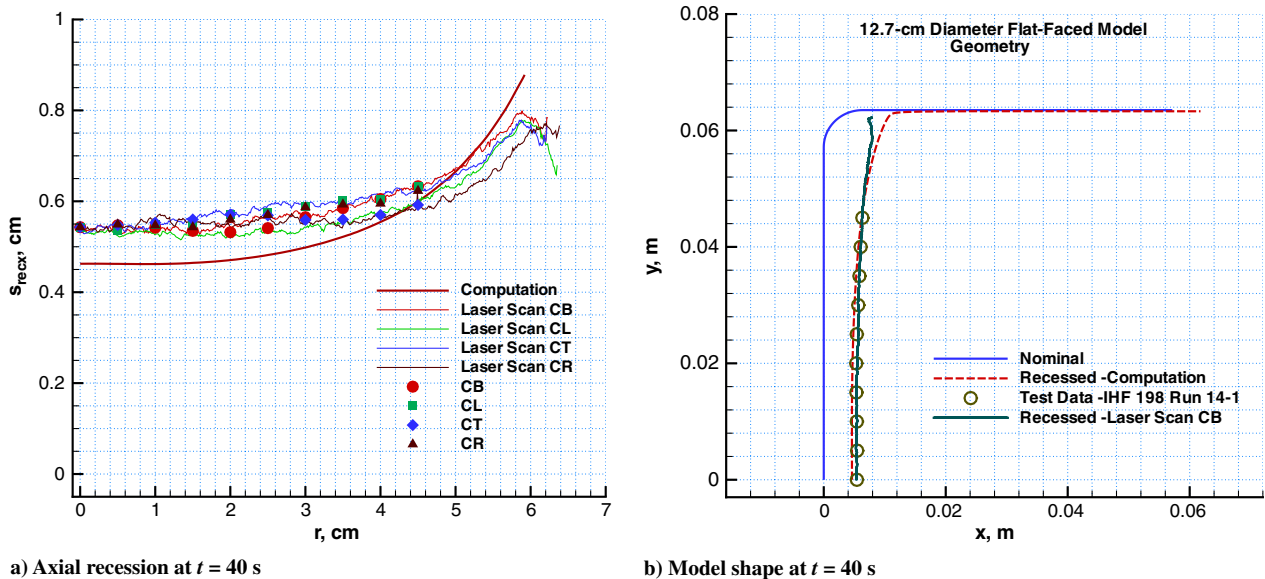 1
0.8
0.6
0.4
0.2
0
s_recx, cm
0 1 2 3 4 5 6 7
r, cm
Computation
Laser Scan CB
Laser Scan CL
Laser Scan CT
Laser Scan CR
CB
CL
CT
CR
a) Axial recession at t = 40 s
0.08
0.06
0.04
0.02
0
y, m
12.7-cm Diameter Flat-Faced Model
Geometry
Nominal
Recessed -Computation
Test Data -IHF 198 Run 14-1
Recessed -Laser Scan CB
0 0.02 0.04 0.06
x, m
b) Model shape at t = 40 s